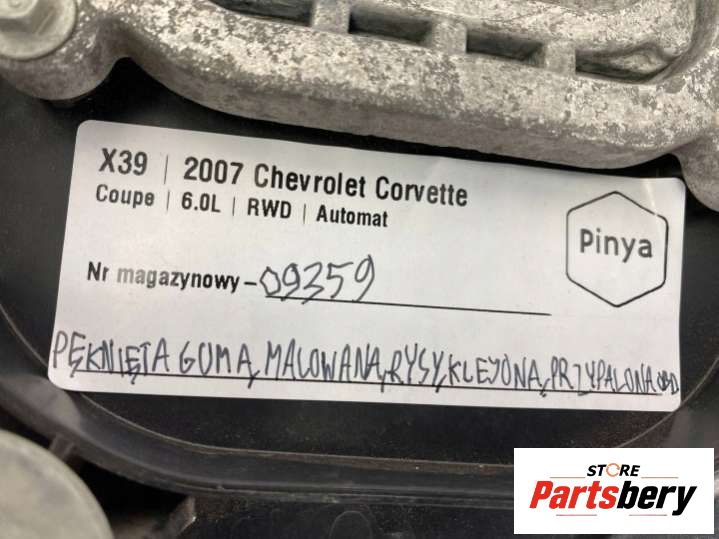 X39 | 2007 Chevrolet Corvette
Coupe | 6.0L | RWD | Automat
Pinya
Nr magazynowy - 09359
PĘKNIĘTA GUMA, MALOWANA, RYSY, KLEJONA, PRZYPALONA
STORE
Partsbery